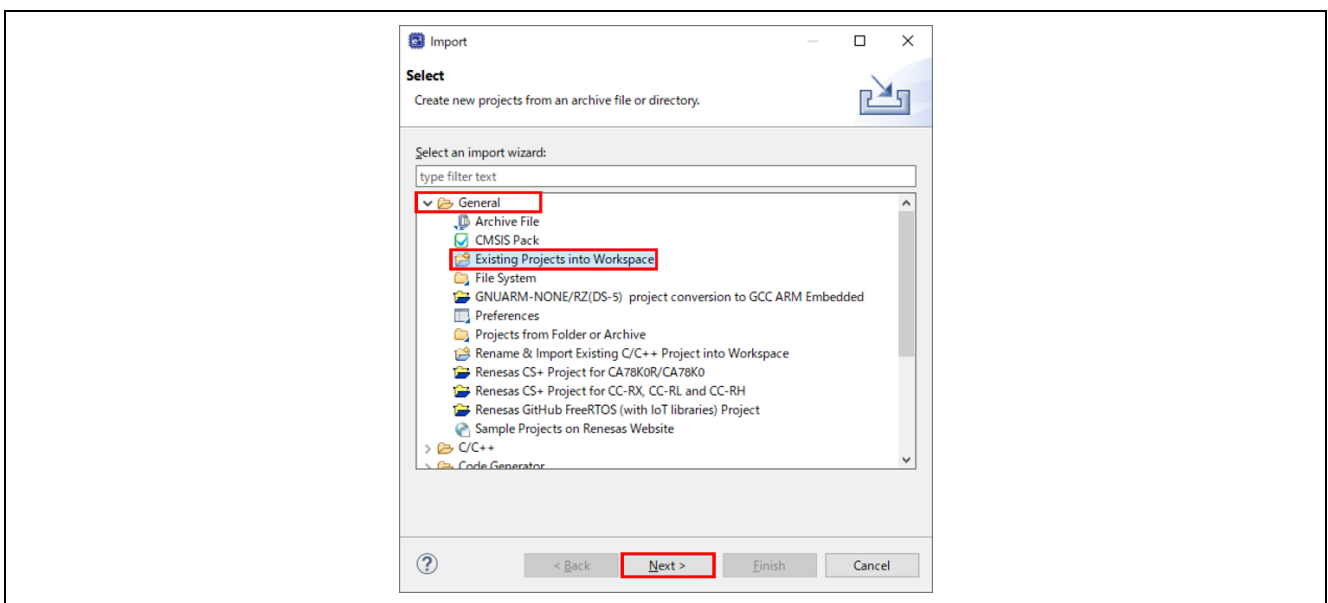 Import
Select
Create new projects from an archive file or directory.
Select an import wizard:
type filter text
General
Archive File
CMSIS Pack
Existing Projects into Workspace
File System
GNUARM-NONE/RZ(DS-5) project conversion to GCC ARM Embedded
Preferences
Projects from Folder or Archive
Rename & Import Existing C/C++ Project into Workspace
Renesas CS+ Project for CA78K0R/CA78K0
Renesas CS+ Project for CC-RX, CC-RL and CC-RH
Renesas GitHub FreeRTOS (with IoT libraries) Project
Sample Projects on Renesas Website
C/C++
Code Generator
< Back Next > Finish Cancel